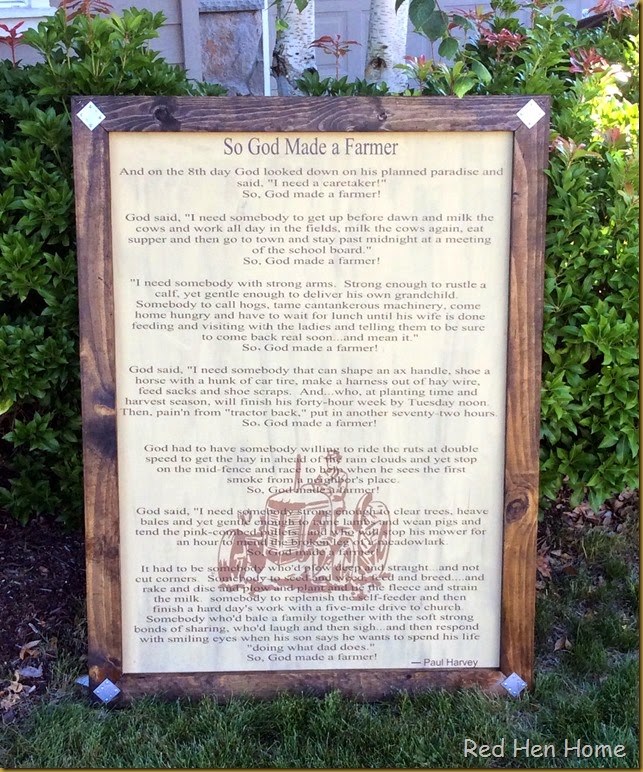 So God Made a Farmer
And on the 8th day God looked down on his planned paradise and
said, "I need a caretaker!"
So, God made a farmer!
God said, "I need somebody to get up before dawn and milk the
cows and work all day in the fields, milk the cows again, eat
supper and then go to town and stay past midnight at a meeting
of the school board."
So, God made a farmer!
"I need somebody with strong arms. Strong enough to rustle a
calf, yet gentle enough to deliver his own grandchild.
Somebody to call hogs, tame cantankerous machinery, come
home hungry and have to wait for lunch until his wife is done
feeding and visiting with the ladies and telling them to be sure
to come back real soon...and mean it."
So, God made a farmer!
God said, "I need somebody that can shape an ax handle, shoe a
horse with a hunk of car tire, make a harness out of hay wire,
feed sacks and shoe scraps. And...who, at planting time and
harvest season, will finish his forty-hour week by Tuesday noon.
Then, pain'n from "tractor back," put in another seventy-two hours.
So, God made a farmer!
God had to have somebody willing to ride the ruts at double
speed to get the hay in ahead of the rain clouds and yet stop
on the mid-fence and race to help when he sees the first
smoke from a neighbor's place.
So, God made a farmer!
God said, "I need somebody strong enough to clear trees, heave
bales and yet gentle and wean pigs and
tend the stop his mower for
an hour to mend the broken leg of a meadowlark.
So, God made a farmer!
It had to be somebody who'd plow deep and straight...and not
cut corners. Somebody to seed and weed, feed and breed....and
rake and disc and plow and plant and tie the fleece and strain
the milk. somebody to replenish the self-feeder and then
finish a hard day's work with a five-mile drive to church.
Somebody who'd bale a family together with the soft strong
bonds of sharing, who'd laugh and then sigh...and then respond
with smiling eyes when his son says he wants to spend his life
"doing what dad does."
So, God made a farmer!
— Paul Harvey
Red Hen Home